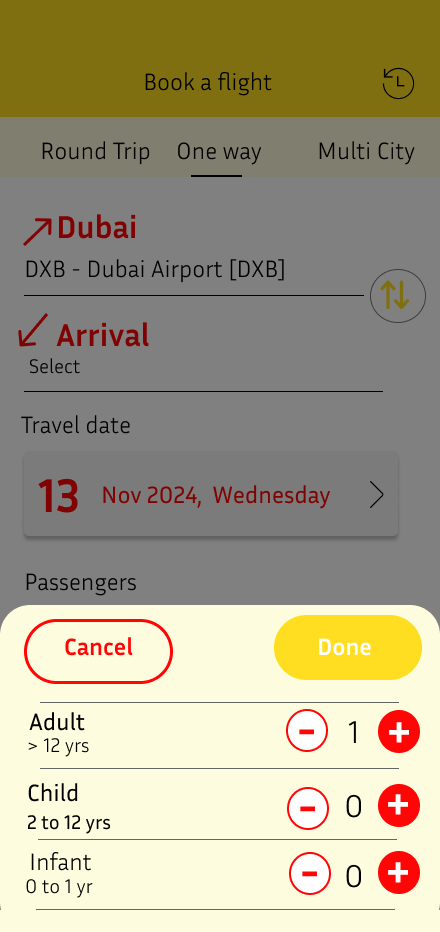 Book a flight
Round Trip One way Multi City
Dubai
DXB - Dubai Airport [DXB]
Arrival
Select
Travel date
13 Nov 2024, Wednesday
Passengers
Cancel Done
Adult
> 12 yrs
1
Child
2 to 12 yrs
0
Infant
0 to 1 yr
0